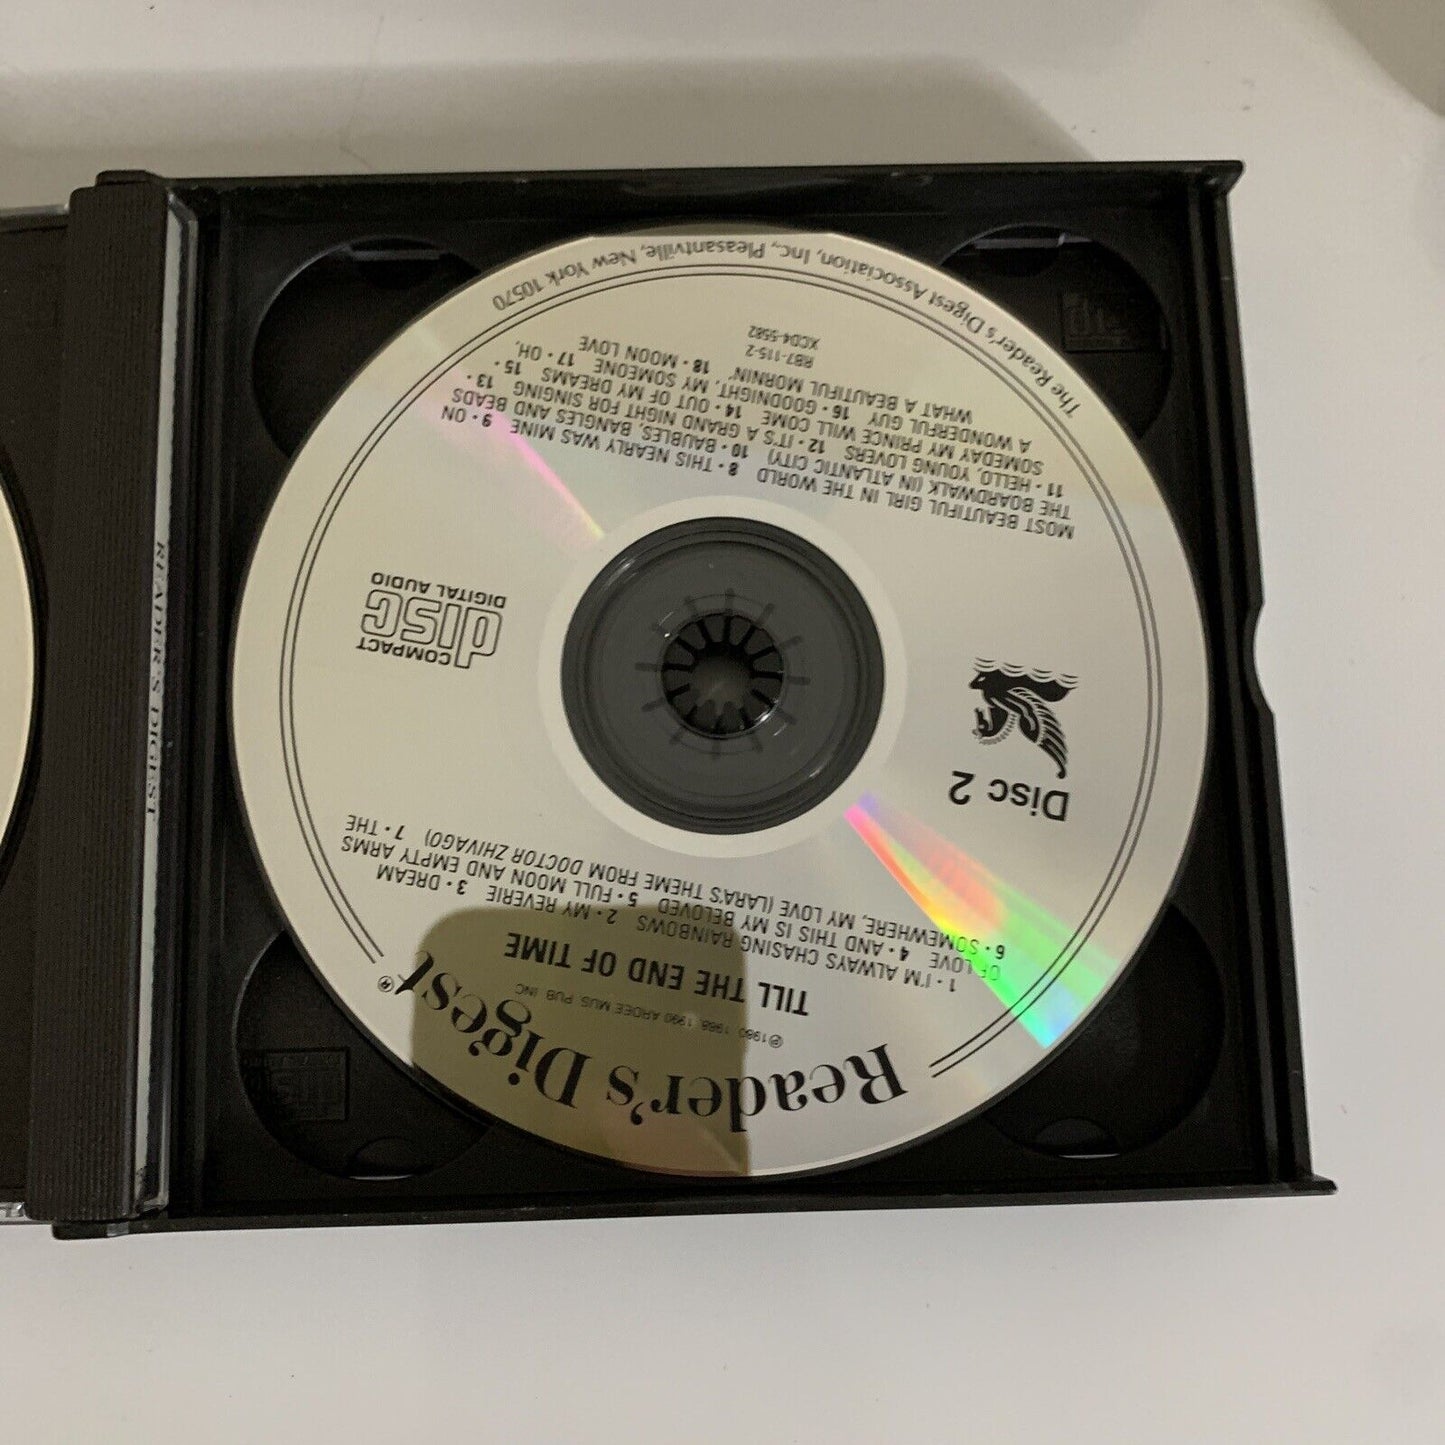 Reader's Digest®
℗1980, 1988, 1990 ARDEE MUS PUB INC
TILL THE END OF TIME
1 • I'M ALWAYS CHASING RAINBOWS 2 • MY REVERIE 3 • DREAM
OF LOVE 4 • AND THIS IS MY BELOVED 5 • FULL MOON AND EMPTY ARMS
6 • SOMEWHERE, MY LOVE (LARA'S THEME FROM DOCTOR ZHIVAGO) 7 • THE
Disc 2
COMPACT
disc
DIGITAL AUDIO
MOST BEAUTIFUL GIRL IN THE WORLD 8 • THIS NEARLY WAS MINE 9 • ON
THE BOARDWALK (IN ATLANTIC CITY) 10 • BAUBLES, BANGLES AND BEADS
11 • HELLO, YOUNG LOVERS 12 • IT'S A GRAND NIGHT FOR SINGING 13 •
SOMEDAY MY PRINCE WILL COME 14 • OUT OF MY DREAMS 15 •
A WONDERFUL GUY 16 • GOODNIGHT, MY SOMEONE 17 • OH,
WHAT A BEAUTIFUL MORNIN' 18 • MOON LOVE
RB7-115-2
XCD4-5582
The Reader's Digest Association, Inc., Pleasantville, New York 10570
READER'S DIGEST